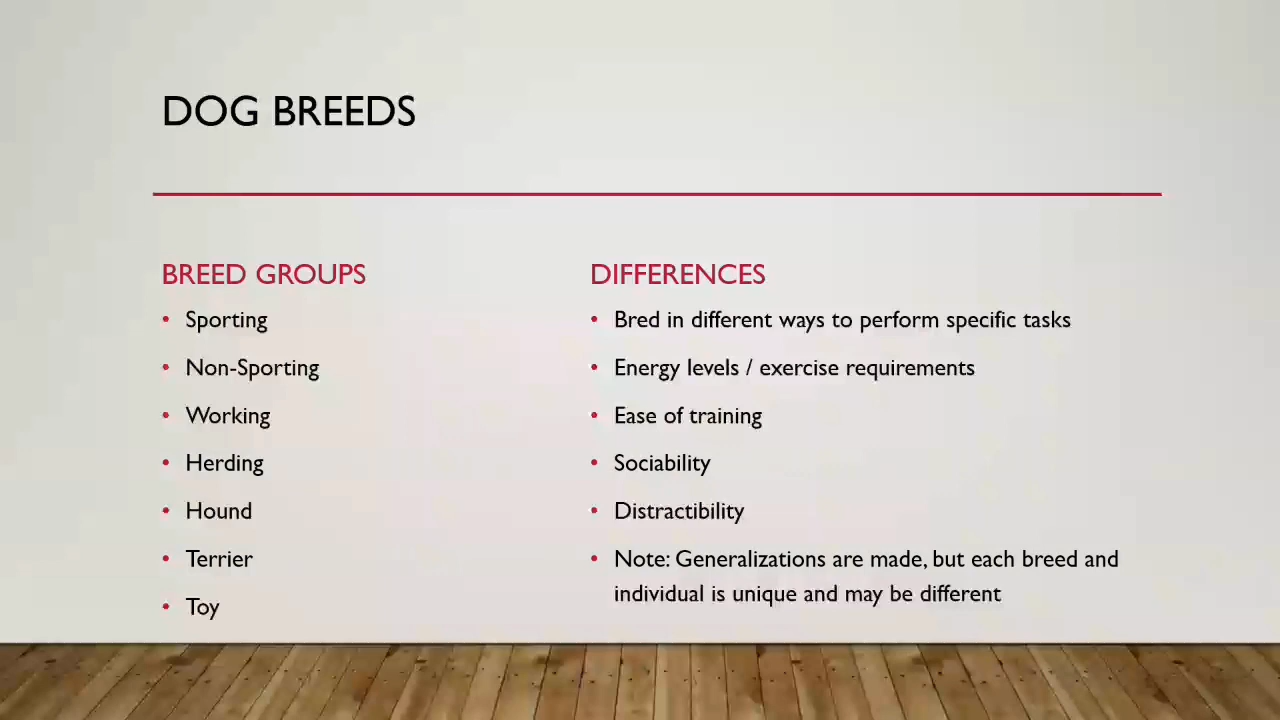 DOG BREEDS
BREED GROUPS
• Sporting
• Non-Sporting
• Working
• Herding
• Hound
• Terrier
• Toy
DIFFERENCES
• Bred in different ways to perform specific tasks
• Energy levels / exercise requirements
• Ease of training
• Sociability
• Distractibility
• Note: Generalizations are made, but each breed and
individual is unique and may be different